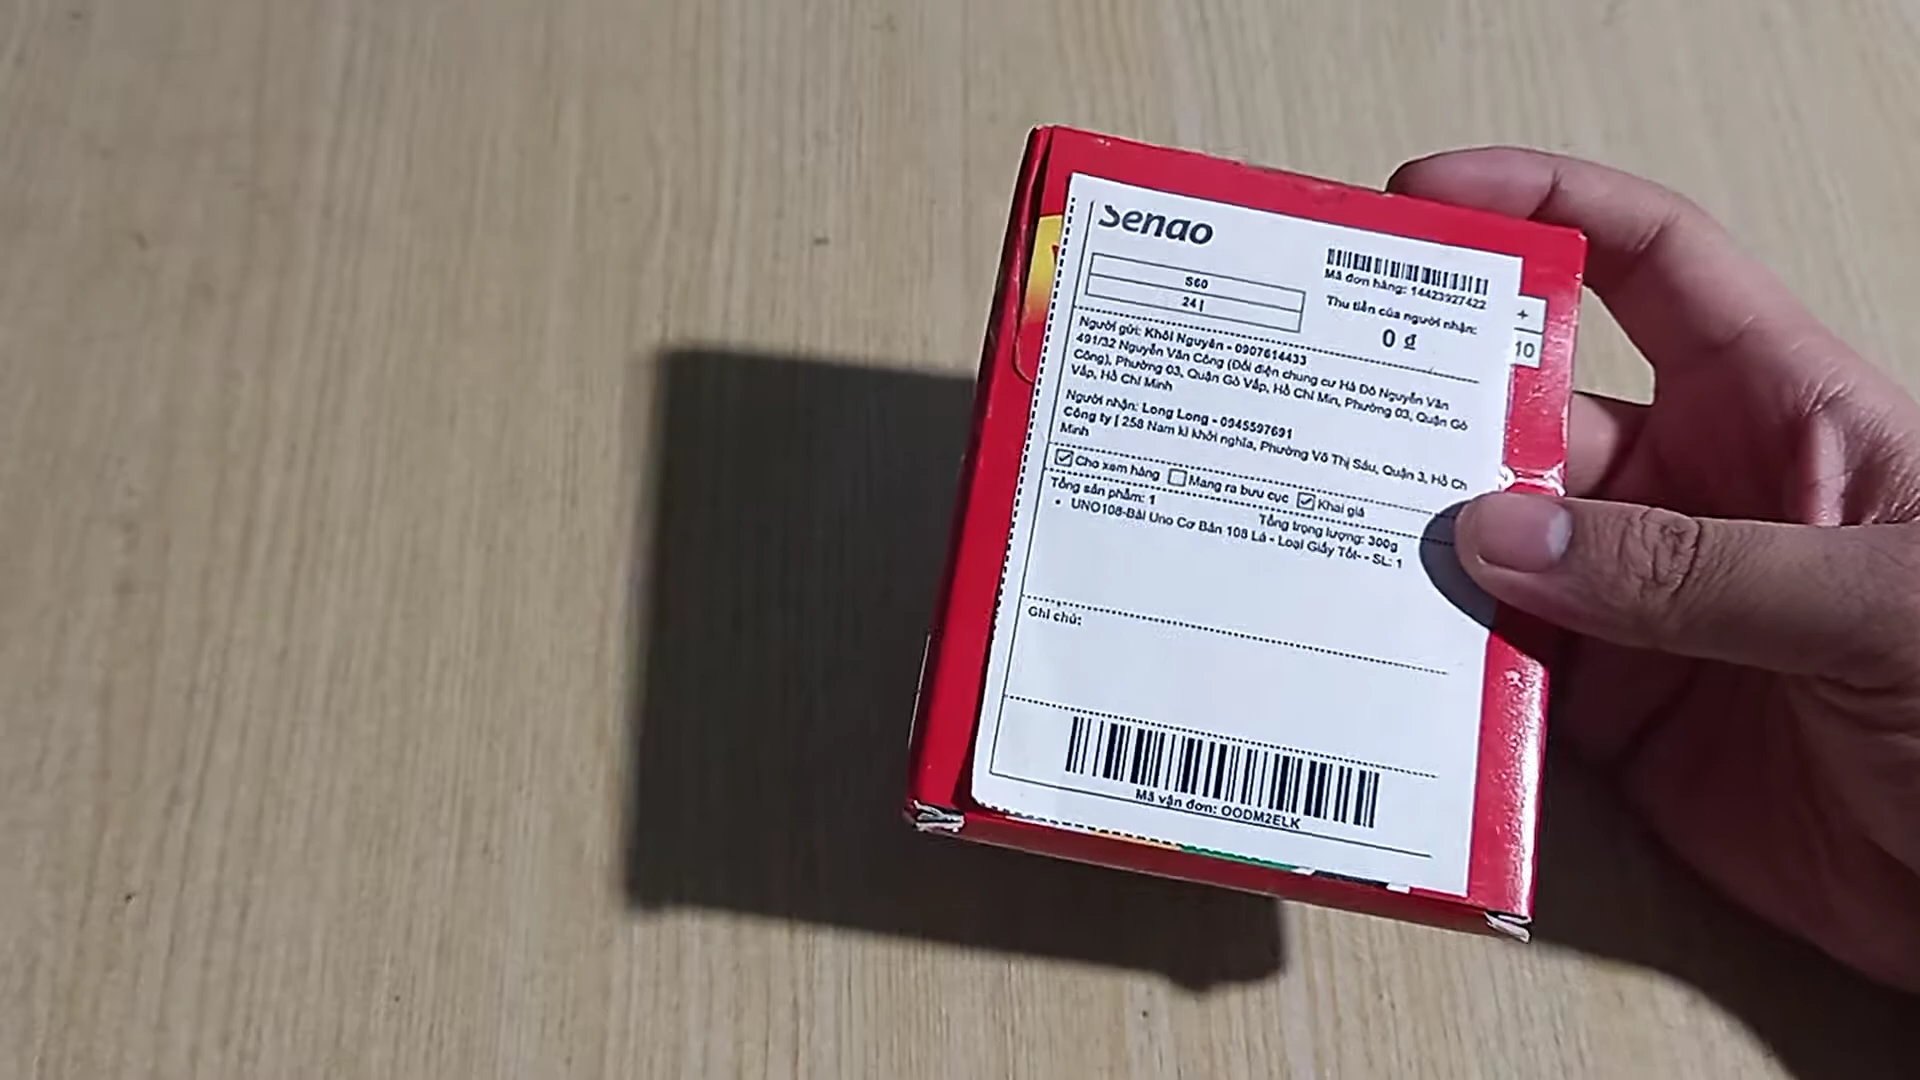 Sendo
Mã đơn hàng: 14423927422
S60
24 |
Thu tiền của người nhận:
0 đ
Người gửi: Khôi Nguyên - 0907614433
491/32 Nguyễn Văn Công (Đối diện chung cư Hà Đô Nguyễn Văn
Công), Phường 03, Quận Gò Vấp, Hồ Chí Min, Phường 03, Quận Gò
Vấp, Hồ Chí Minh
Người nhận: Long Long - 0945597691
Công ty | 258 Nam kì khởi nghĩa, Phường Võ Thị Sáu, Quận 3, Hồ Ch
Minh
Cho xem hàng Mang ra bưu cục Khai giá
Tổng sản phẩm: 1 Tổng trọng lượng: 300g
• UNO108-Bài Uno Cơ Bản 108 Lá - Loại Giấy Tốt- - SL: 1
Ghi chú:
Mã vận đơn: OODM2ELK
+
10